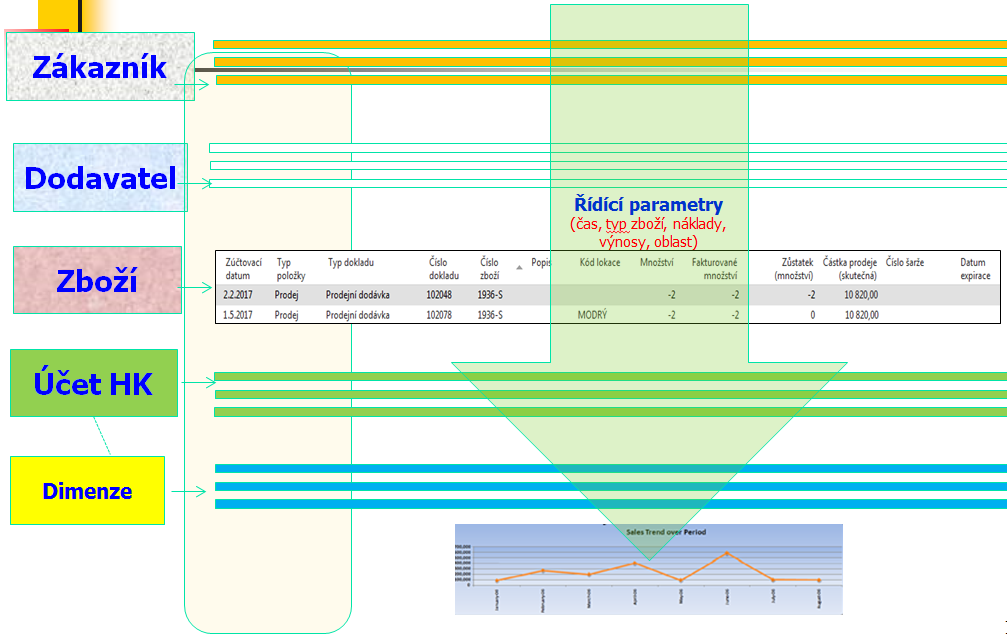 Zákazník
Dodavatel
Řídící parametry
(čas, typ zboží, náklady,
výnosy, oblast)
Zboží
Zúčtovací datum Typ položky Typ dokladu Číslo dokladu Číslo zboží Popis Kód lokace Množství Fakturované množství Zůstatek (množství) Částka prodeje (skutečná) Číslo šarže Datum expirace
2.2.2017 Prodej Prodejní dodávka 102048 1936-S -2 -2 -2 10 820,00
1.5.2017 Prodej Prodejní dodávka 102078 1936-S MODRÝ -2 -2 0 10 820,00
Účet HK
Dimenze
Sales Trend over Period